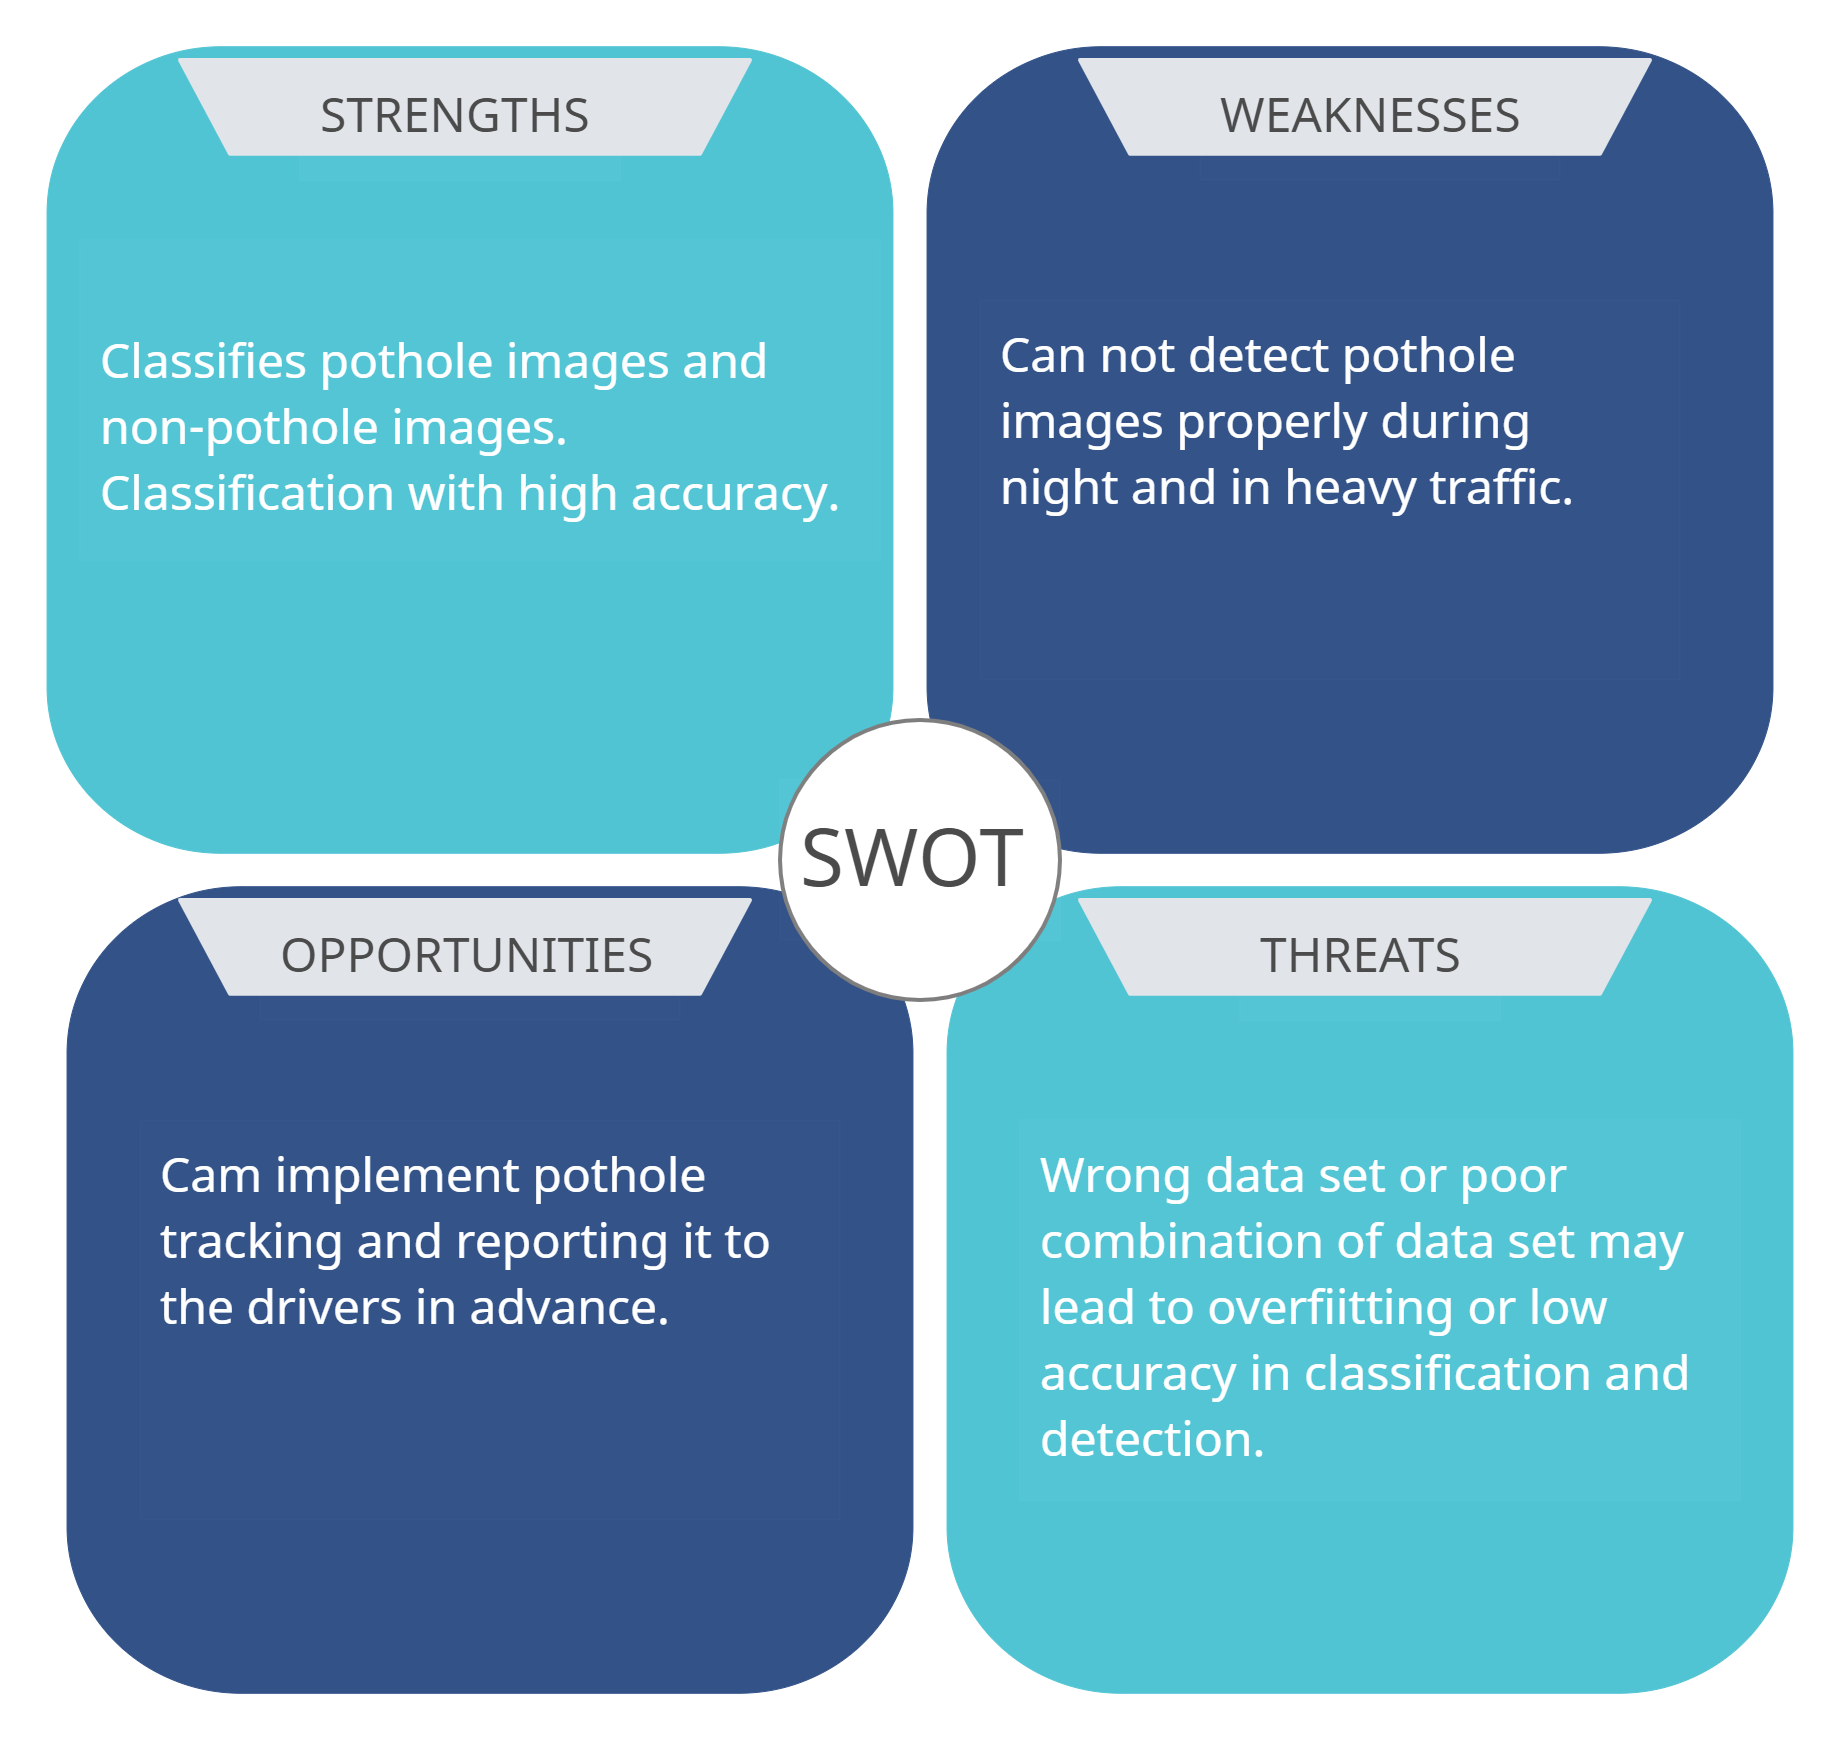 STRENGTHS
Classifies pothole images and
non-pothole images.
Classification with high accuracy.
WEAKNESSES
Can not detect pothole
images properly during
night and in heavy traffic.
SWOT
OPPORTUNITIES
Cam implement pothole
tracking and reporting it to
the drivers in advance.
THREATS
Wrong data set or poor
combination of data set may
lead to overfiitting or low
accuracy in classification and
detection.